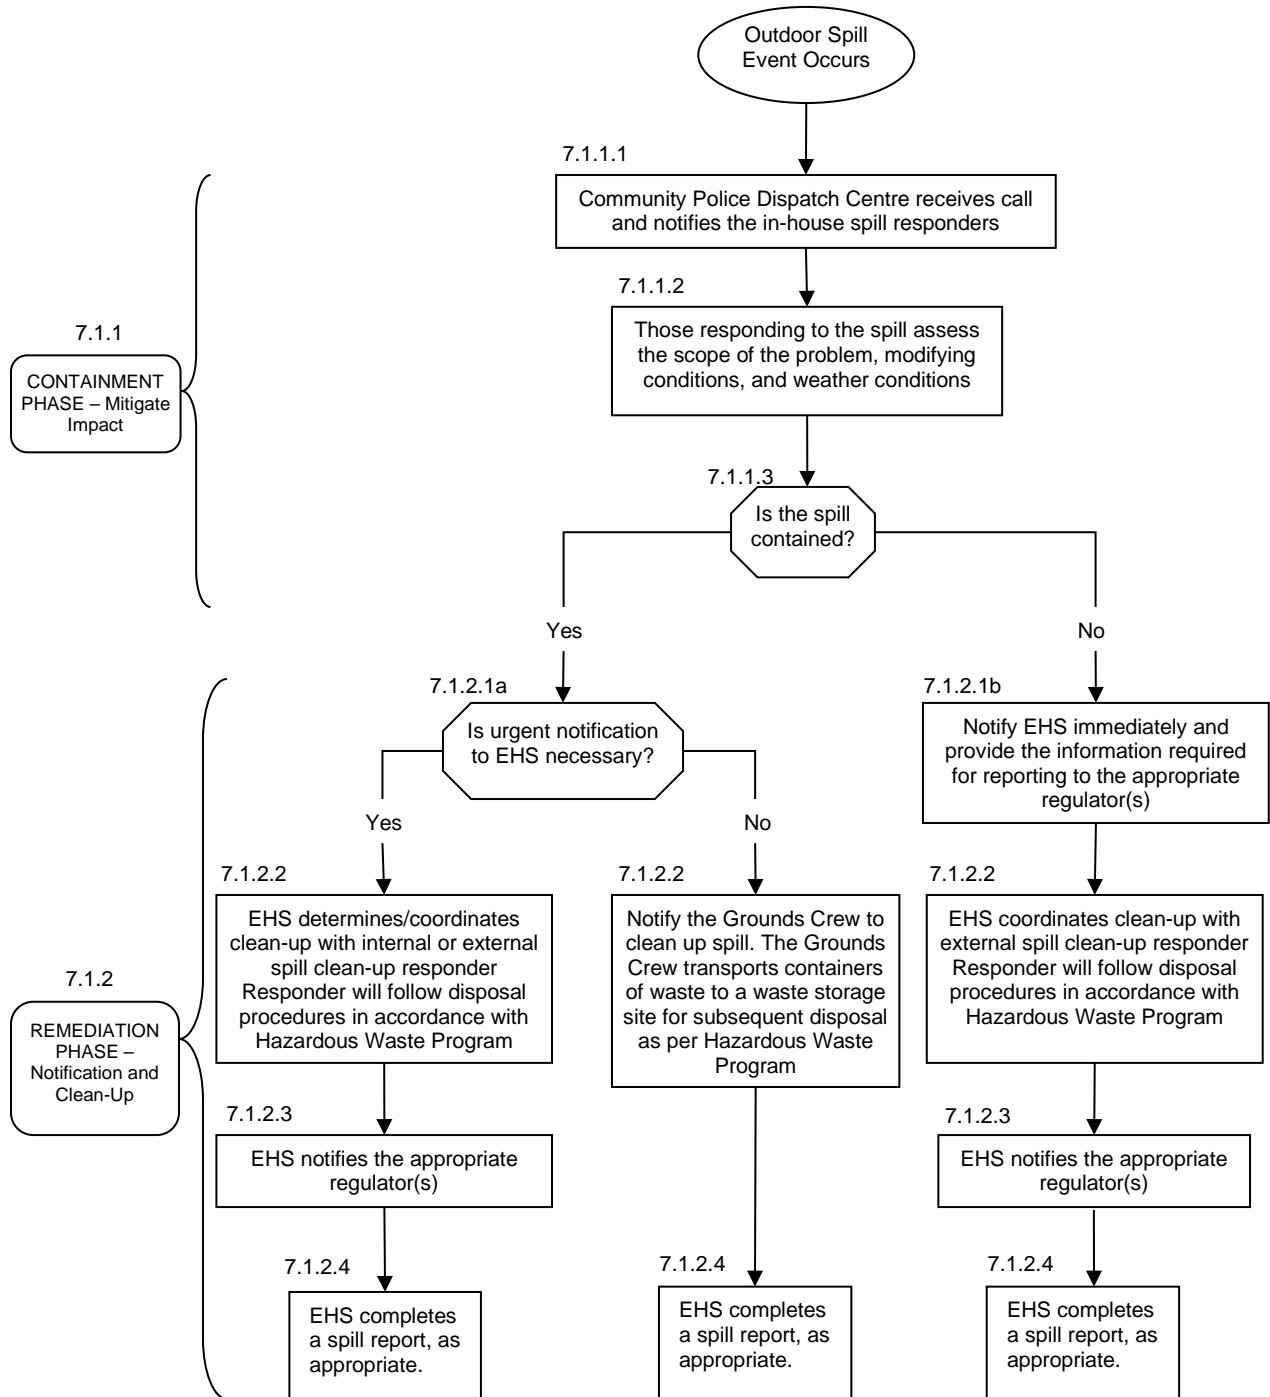 Outdoor Spill
Event Occurs
7.1.1.1
Community Police Dispatch Centre receives call
and notifies the in-house spill responders
7.1.1.2
Those responding to the spill assess
the scope of the problem, modifying
conditions, and weather conditions
7.1.1
CONTAINMENT
PHASE – Mitigate
Impact
7.1.1.3
Is the spill
contained?
Yes
No
7.1.2.1a
Is urgent notification
to EHS necessary?
7.1.2.1b
Notify EHS immediately and
provide the information required
for reporting to the appropriate
regulator(s)
Yes
No
7.1.2.2
EHS determines/coordinates
clean-up with internal or external
spill clean-up responder
Responder will follow disposal
procedures in accordance with
Hazardous Waste Program
7.1.2.2
Notify the Grounds Crew to
clean up spill. The Grounds
Crew transports containers
of waste to a waste storage
site for subsequent disposal
as per Hazardous Waste
Program
7.1.2.2
EHS coordinates clean-up with
external spill clean-up responder
Responder will follow disposal
procedures in accordance with
Hazardous Waste Program
7.1.2
REMEDIATION
PHASE –
Notification and
Clean-Up
7.1.2.3
EHS notifies the appropriate
regulator(s)
7.1.2.3
EHS notifies the appropriate
regulator(s)
7.1.2.4
EHS completes
a spill report, as
appropriate.
7.1.2.4
EHS completes
a spill report, as
appropriate.
7.1.2.4
EHS completes
a spill report, as
appropriate.